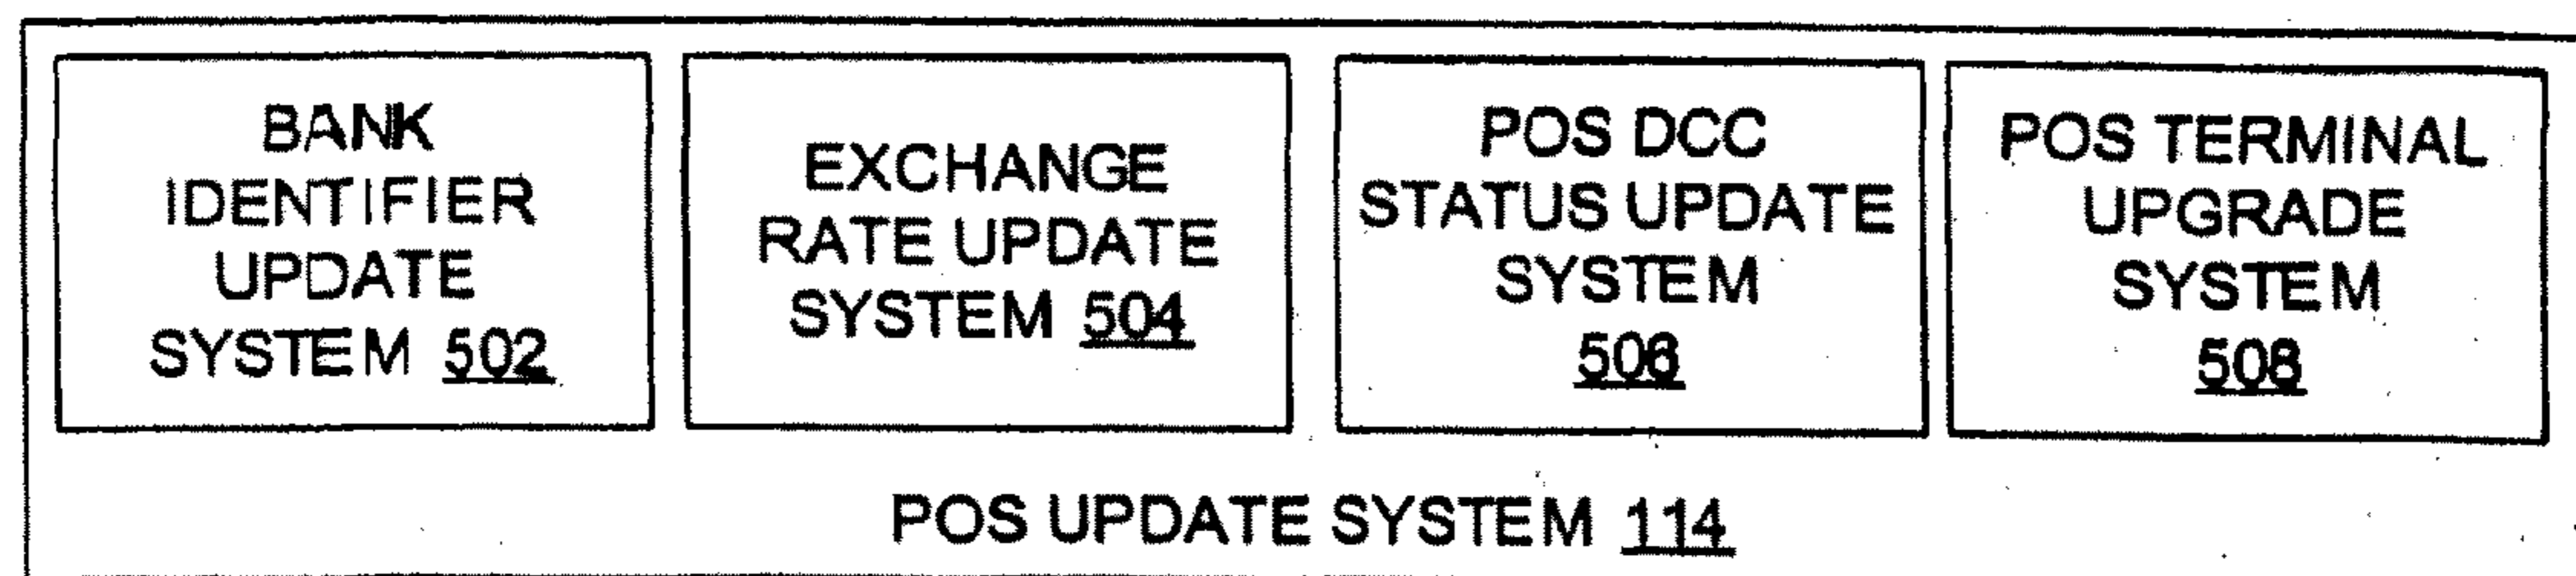 BANK
IDENTIFIER
UPDATE
SYSTEM 502
EXCHANGE
RATE UPDATE
SYSTEM 504
POS DCC
STATUS UPDATE
SYSTEM
506
POS TERMINAL
UPGRADE
SYSTEM
508
POS UPDATE SYSTEM 114